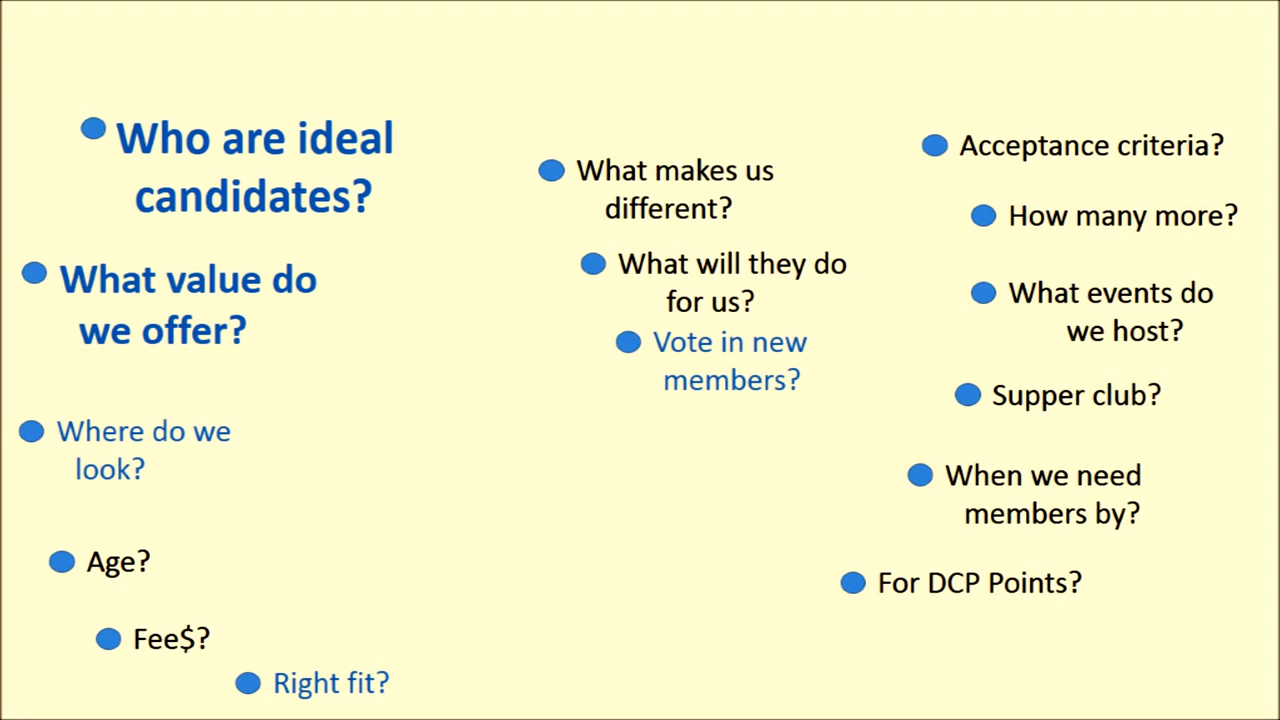 Who are ideal
candidates?
What value do
we offer?
Where do we
look?
Age?
Fee$?
Right fit?
What makes us
different?
What will they do
for us?
Vote in new
members?
Acceptance criteria?
How many more?
What events do
we host?
Supper club?
When we need
members by?
For DCP Points?